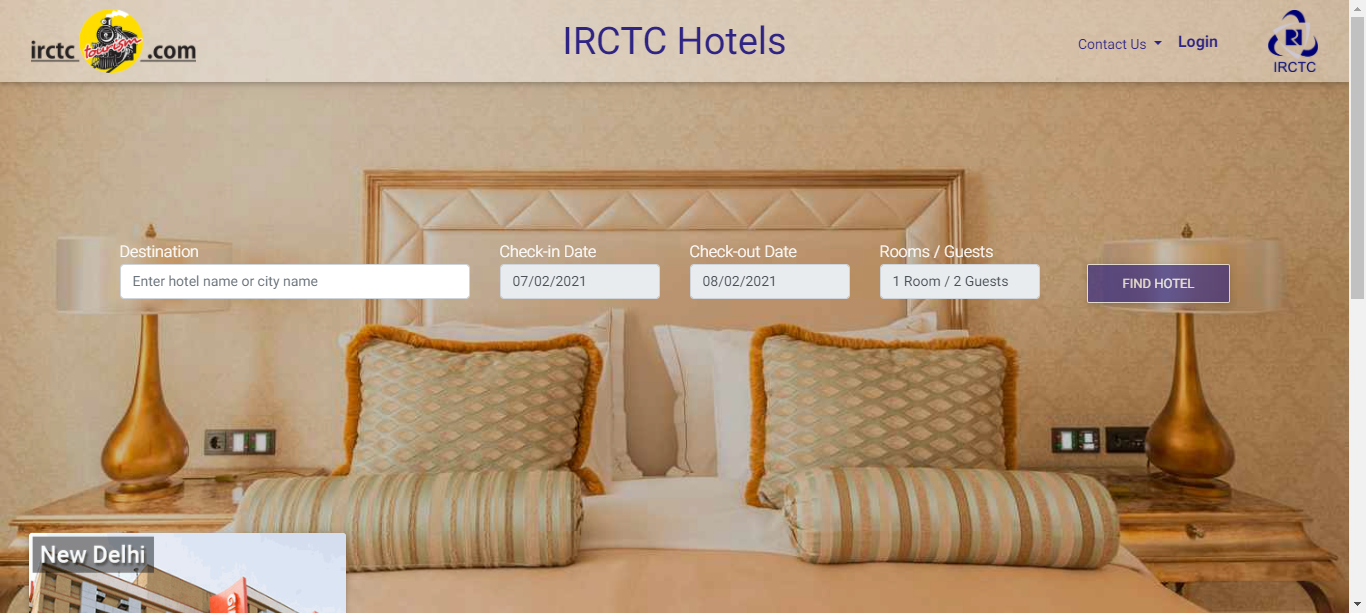 irctc tourism .com
IRCTC Hotels
Contact Us
Login
IRCTC
Destination
Check-in Date
Check-out Date
Rooms / Guests
Enter hotel name or city name
07/02/2021
08/02/2021
1 Room / 2 Guests
FIND HOTEL
New Delhi